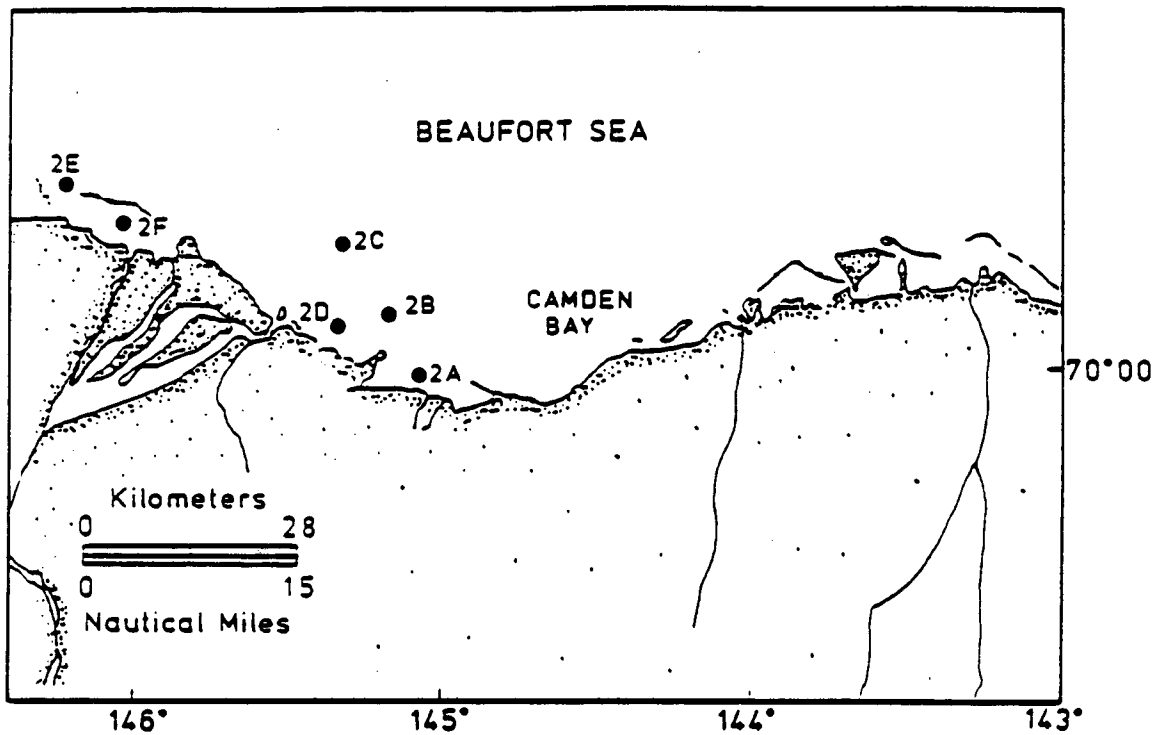 BEAUFORT SEA
2E
2F
2C
CAMDEN
BAY
2D
2B
2A
70°00
Kilometers
0 28
0 15
Nautical Miles
146° 145° 144° 143°